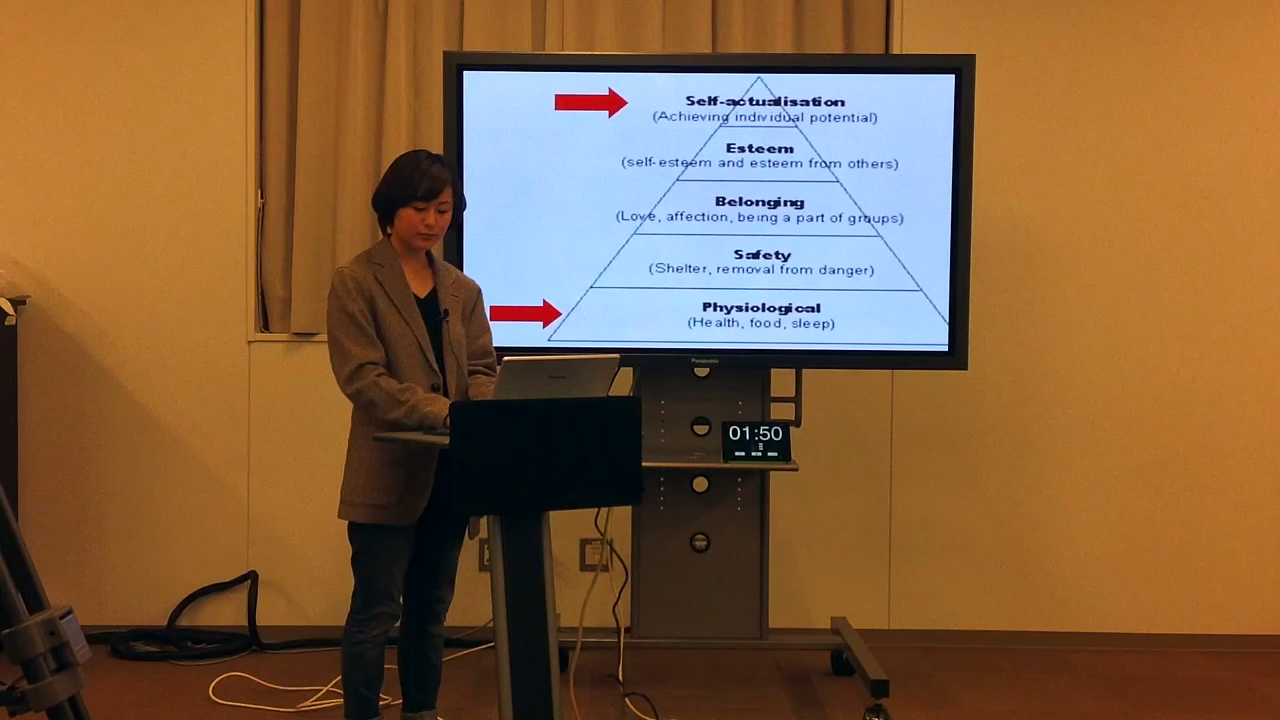 Self-actualisation
(Achieving individual potential)
Esteem
(self-esteem and esteem from others)
Belonging
(Love, affection, being a part of groups)
Safety
(Shelter, removal from danger)
Physiological
(Health, food, sleep)
Panasonic
01:50